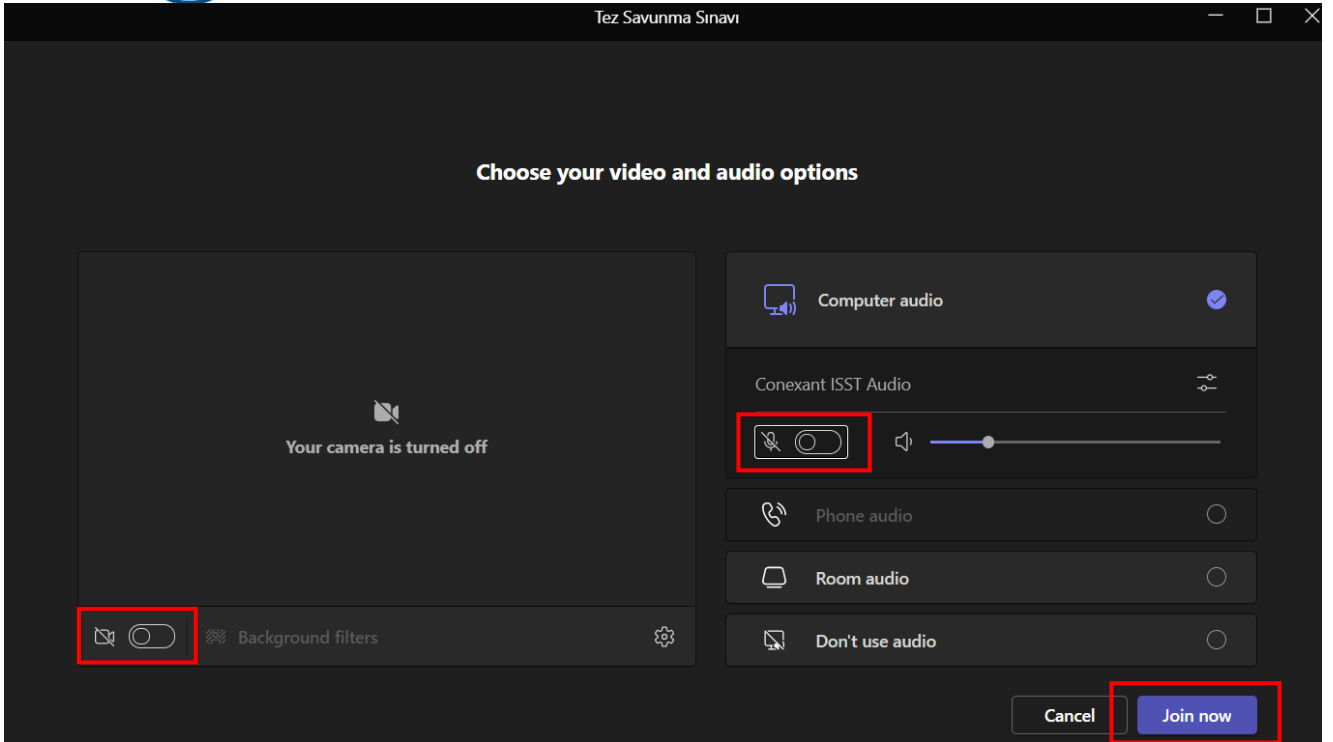 Tez Savunma Sınavı
Choose your video and audio options
Your camera is turned off
Background filters
Computer audio
Conexant ISST Audio
Phone audio
Room audio
Don't use audio
Cancel
Join now